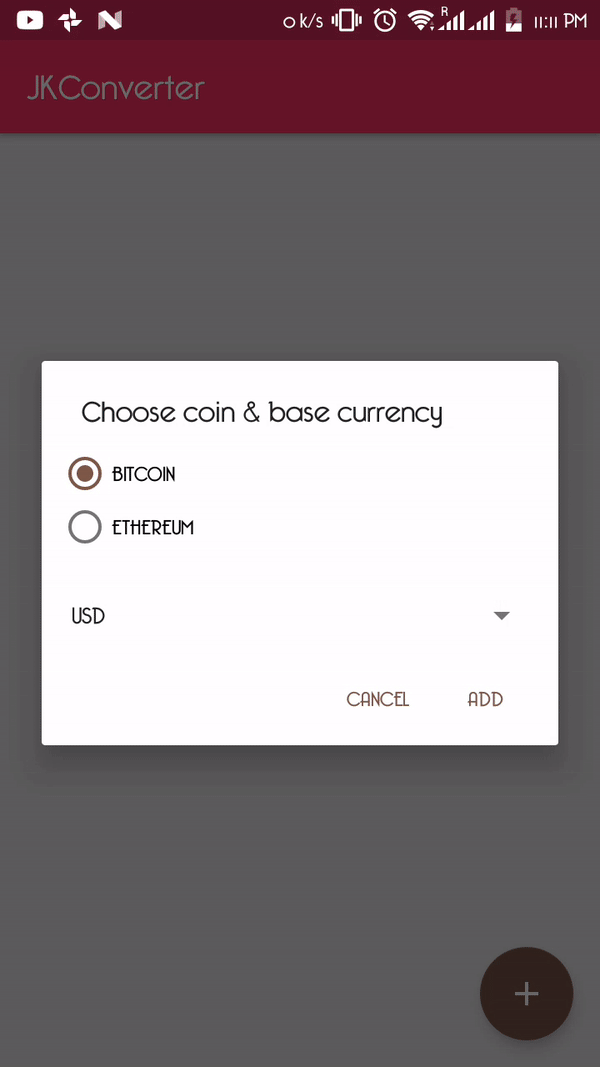 0 k/s R 11:11 PM
JKConverter
Choose coin & base currency
BITCOIN
ETHEREUM
USD
CANCEL ADD